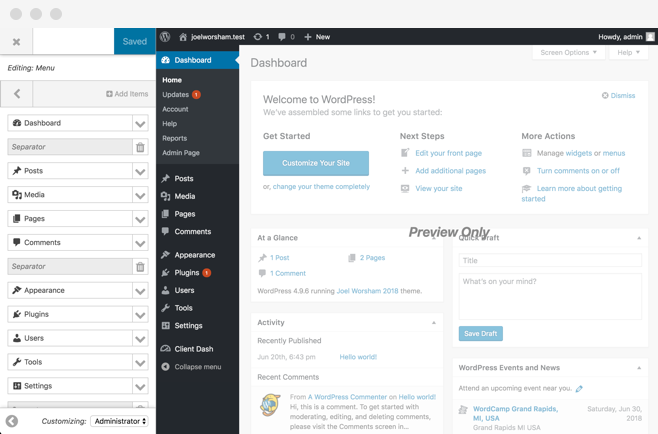 Saved
joelworsham.test
1
0
New
Howdy, admin
Editing: Menu
Add Items
Dashboard
Separator
Posts
Media
Pages
Comments
Separator
Appearance
Plugins
Users
Tools
Settings
Customizing: Administrator
Dashboard
Home
Updates 1
Account
Help
Reports
Admin Page
Posts
Media
Pages
Comments
Appearance
Plugins 1
Users
Tools
Settings
Client Dash
Collapse menu
Screen Options
Help
Dashboard
Welcome to WordPress!
We've assembled some links to get you started:
Dismiss
Get Started
Customize Your Site
or, change your theme completely
Next Steps
Edit your front page
Add additional pages
View your site
More Actions
Manage widgets or menus
Turn comments on or off
Learn more about getting
started
Preview Only
At a Glance
1 Post
2 Pages
1 Comment
WordPress 4.9.6 running Joel Worsham 2018 theme.
Activity
Recently Published
Jun 20th, 6:43 pm Hello world!
Recent Comments
From A WordPress Commenter on Hello world!
Hi, this is a comment. To get started with
moderating, editing, and deleting comments,
please visit the Comments screen in...
Quick Draft
Title
What's on your mind?
Save Draft
WordPress Events and News
Attend an upcoming event near you.
WordCamp Grand Rapids,
MI, USA
Grand Rapids, MI, USA
Saturday, Jun 30,
2018